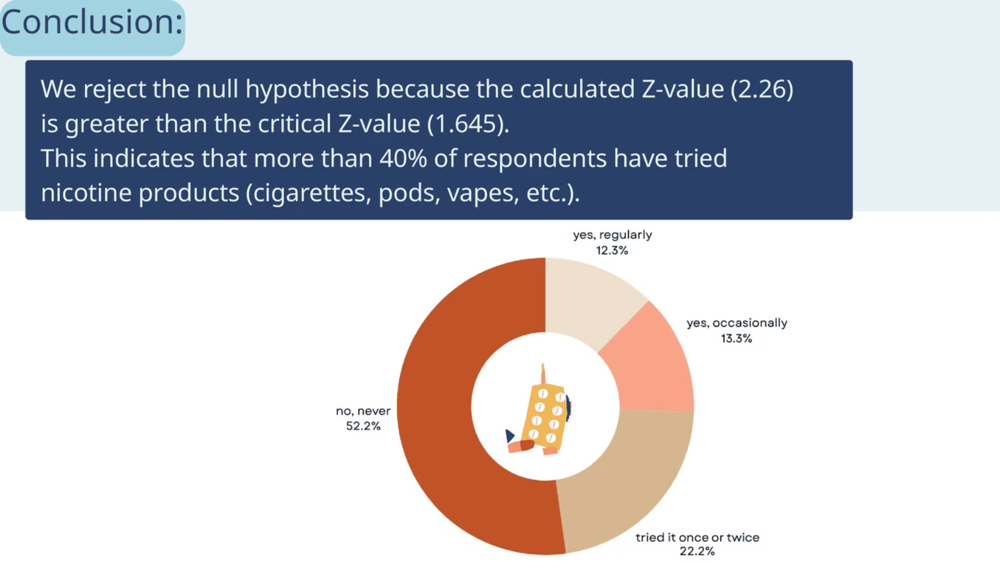 Conclusion:
We reject the null hypothesis because the calculated Z-value (2.26)
is greater than the critical Z-value (1.645).
This indicates that more than 40% of respondents have tried
nicotine products (cigarettes, pods, vapes, etc.).
yes, regularly
12.3%
yes, occasionally
13.3%
no, never
52.2%
tried it once or twice
22.2%